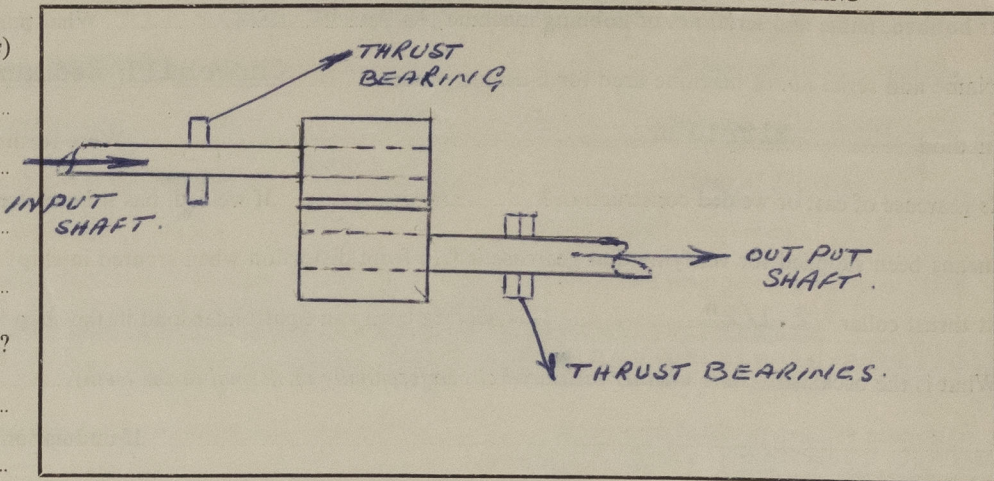 THRUST
BEARING
INPUT
SHAFT.
OUT PUT
SHAFT.
THRUST BEARINGS.
)
?